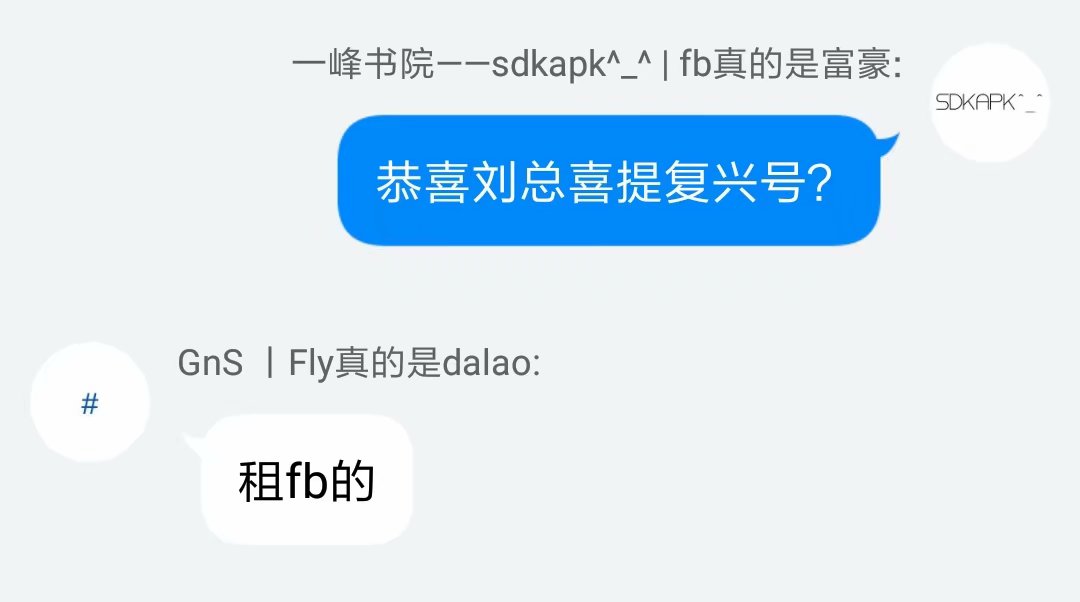 一峰书院——sdkapk^_^ | fb真的是富豪:
SDKAPK^_^
恭喜刘总喜提复兴号?
GnS ｜Fly真的是dalao:
#
租fb的